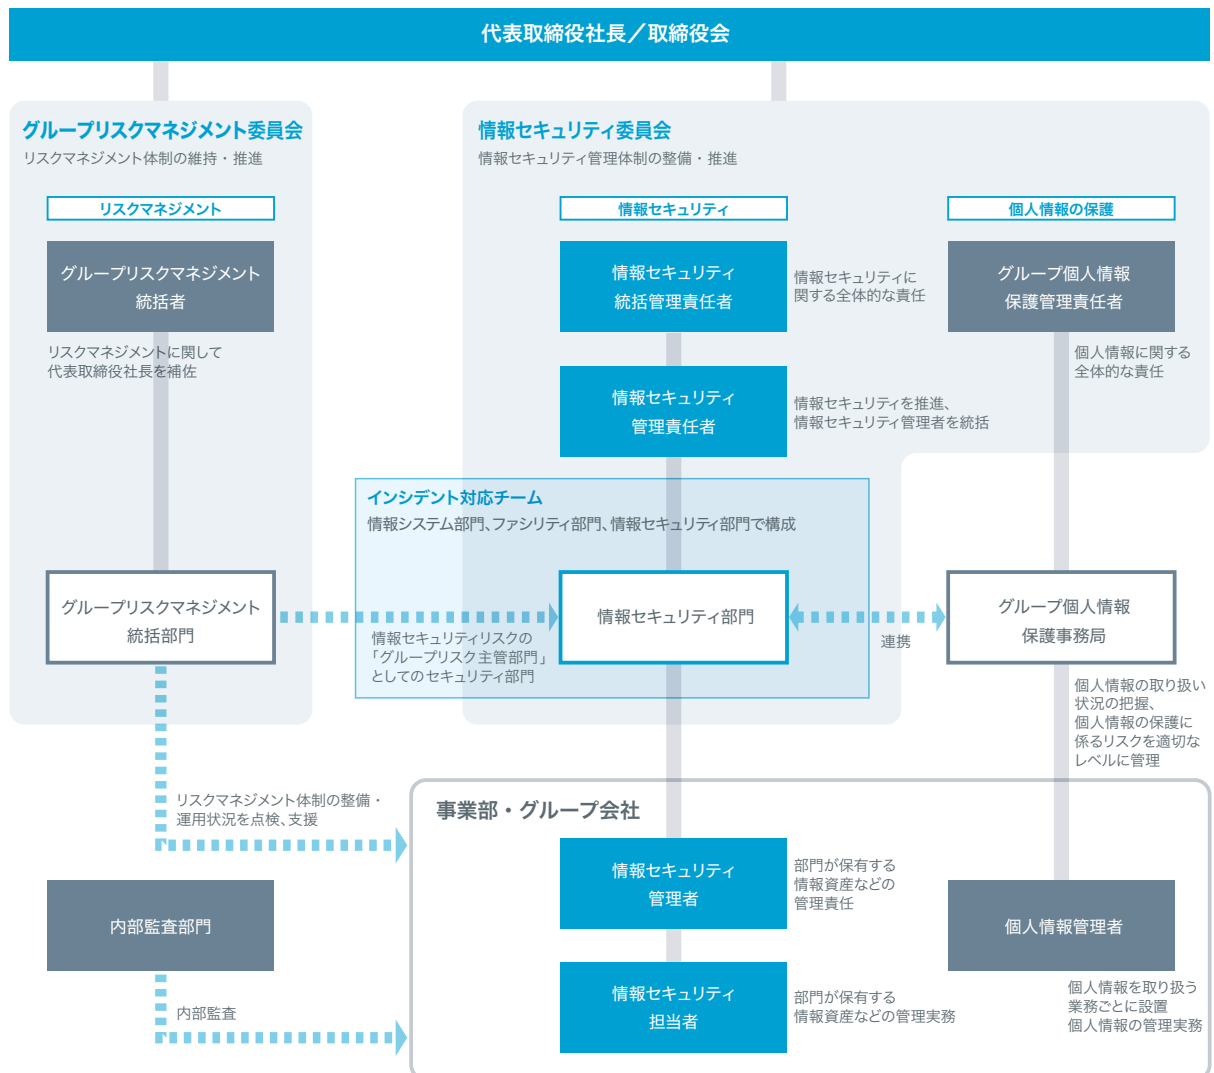 代表取締役社長／取締役会
グループリスクマネジメント委員会
リスクマネジメント体制の維持・推進
リスクマネジメント
グループリスクマネジメント
統括者
リスクマネジメントに関して
代表取締役社長を補佐
情報セキュリティ委員会
情報セキュリティ管理体制の整備・推進
情報セキュリティ
情報セキュリティ
統括管理責任者
情報セキュリティに
関する全体的な責任
情報セキュリティ
管理責任者
情報セキュリティを推進、
情報セキュリティ管理者を統括
個人情報の保護
グループ個人情報
保護管理責任者
個人情報に関する
全体的な責任
インシデント対応チーム
情報システム部門、ファシリティ部門、情報セキュリティ部門で構成
グループリスクマネジメント
統括部門
情報セキュリティリスクの
「グループリスク主管部門」
としてのセキュリティ部門
情報セキュリティ部門
連携
グループ個人情報
保護事務局
個人情報の取り扱い
状況の把握、
個人情報の保護に
係るリスクを適切な
レベルに管理
リスクマネジメント体制の整備・
運用状況を点検、支援
事業部・グループ会社
内部監査部門
内部監査
情報セキュリティ
管理者
部門が保有する
情報資産などの
管理責任
情報セキュリティ
担当者
部門が保有する
情報資産などの管理実務
個人情報管理者
個人情報を取り扱う
業務ごとに設置
個人情報の管理実務